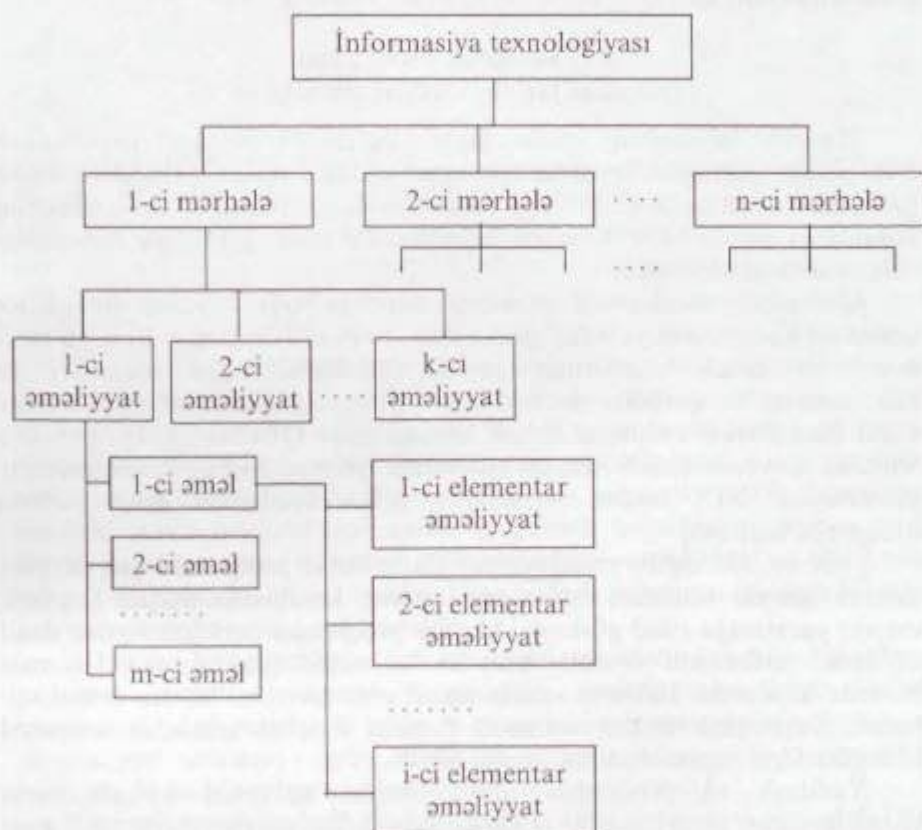 İnformasiya texnologiyası
1-ci mərhələ
2-ci mərhələ
.....
n-ci mərhələ
......
1-ci
əməliyyat
2-ci
əməliyyat
.....
k-cı
əməliyyat
1-ci əməl
2-ci əməl
.......
m-ci əməl
1-ci elementar
əməliyyat
2-ci elementar
əməliyyat
........
i-ci elementar
əməliyyat